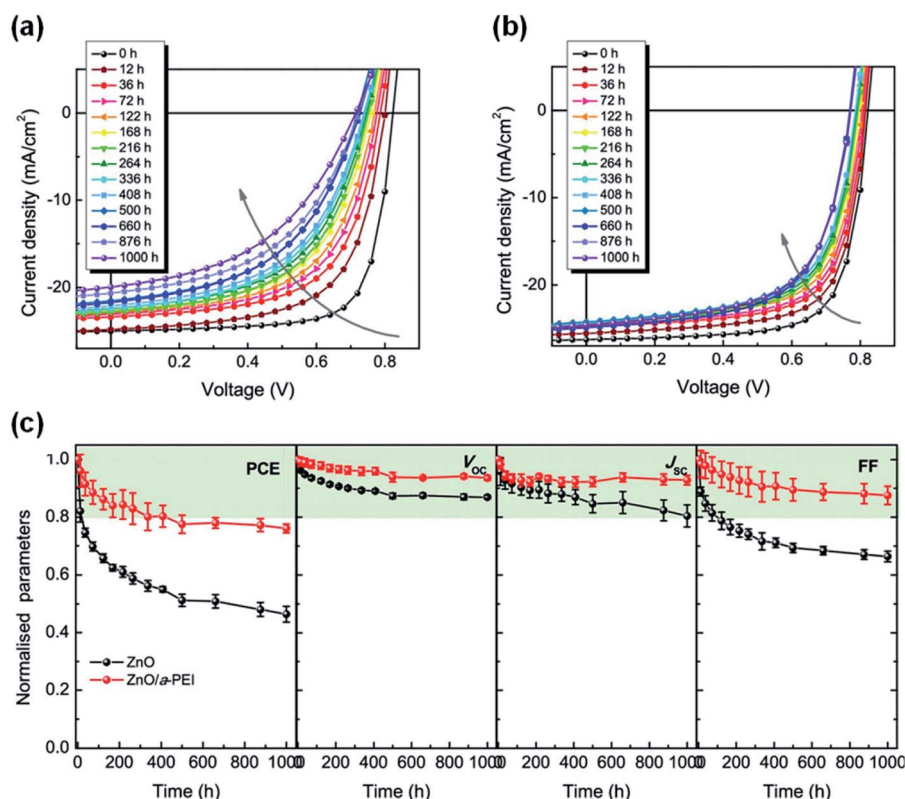 (a)
0 h
12 h
36 h
72 h
122 h
168 h
216 h
264 h
336 h
408 h
500 h
660 h
876 h
1000 h
0
-10
-20
Current density (mA/cm²)
0.0 0.2 0.4 0.6 0.8
Voltage (V)
(b)
0 h
12 h
36 h
72 h
122 h
168 h
216 h
264 h
336 h
408 h
500 h
660 h
876 h
1000 h
0
-10
-20
Current density (mA/cm²)
0.0 0.2 0.4 0.6 0.8
Voltage (V)
(c)
PCE
V_OC
J_SC
FF
1.0
0.8
0.6
0.4
0.2
0.0
Normalised parameters
ZnO
ZnO/a-PEI
0 200 400 600 800 1000
0 200 400 600 800 1000
0 200 400 600 800 1000
0 200 400 600 800 1000
Time (h)
Time (h)
Time (h)
Time (h)